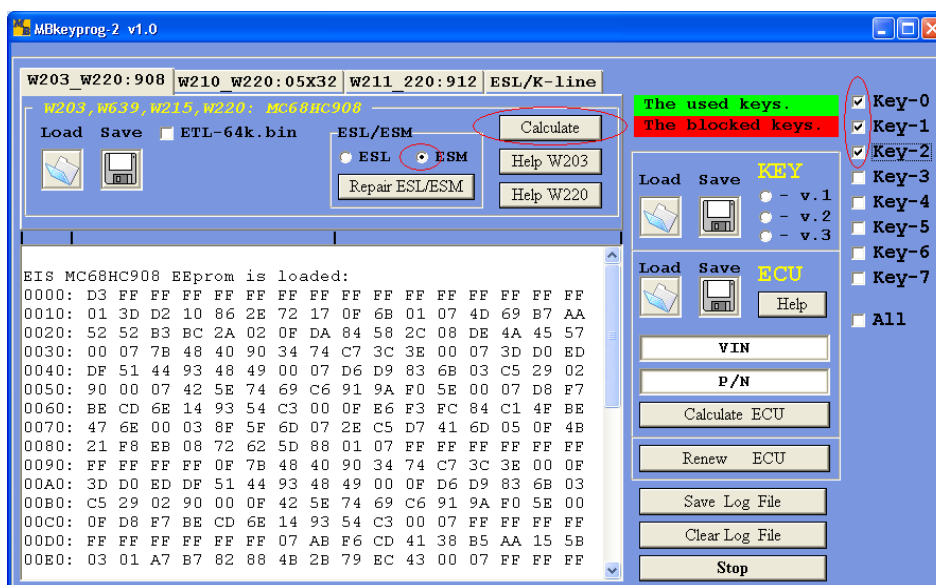 MBkeyprog-2 v1.0
W203_W220:908 W210_W220:05X32 W211_220:912 ESL/K-line
W203,W639,W215,W220: MC68HC908
Load Save ETL-64k.bin ESL/ESM
ESL ESM
Repair ESL/ESM
Calculate
Help W203
Help W220
The used keys.
The blocked keys.
Key-0
Key-1
Key-2
Key-3
Key-4
Key-5
Key-6
Key-7
All
Load Save KEY
- v.1
- v.2
- v.3
Load Save ECU
Help
VIN
P/N
Calculate ECU
Renew ECU
Save Log File
Clear Log File
Stop
EIS MC68HC908 EEprom is loaded:
0000: D3 FF FF FF FF FF FF FF FF FF FF FF FF FF FF FF
0010: 01 3D D2 10 86 2E 72 17 0F 6B 01 07 4D 69 B7 AA
0020: 52 52 B3 BC 2A 02 0F DA 84 58 2C 08 DE 4A 45 57
0030: 00 07 7B 48 40 90 34 74 C7 3C 3E 00 07 3D D0 ED
0040: DF 51 44 93 48 49 00 07 D6 D9 83 6B 03 C5 29 02
0050: 90 00 07 42 5E 74 69 C6 91 9A F0 5E 00 07 D8 F7
0060: BE CD 6E 14 93 54 C3 00 0F E6 F3 FC 84 C1 4F BE
0070: 47 6E 00 03 8F 5F 6D 07 2E C5 D7 41 6D 05 0F 4B
0080: 21 F8 EB 08 72 62 5D 88 01 07 FF FF FF FF FF FF
0090: FF FF FF FF 0F 7B 48 40 90 34 74 C7 3C 3E 00 0F
00A0: 3D D0 ED DF 51 44 93 48 49 00 0F D6 D9 83 6B 03
00B0: C5 29 02 90 00 0F 42 5E 74 69 C6 91 9A F0 5E 00
00C0: 0F D8 F7 BE CD 6E 14 93 54 C3 00 07 FF FF FF FF
00D0: FF FF FF FF FF FF 07 AB F6 CD 41 38 B5 AA 15 5B
00E0: 03 01 A7 B7 82 88 4B 2B 79 EC 43 00 07 FF FF FF